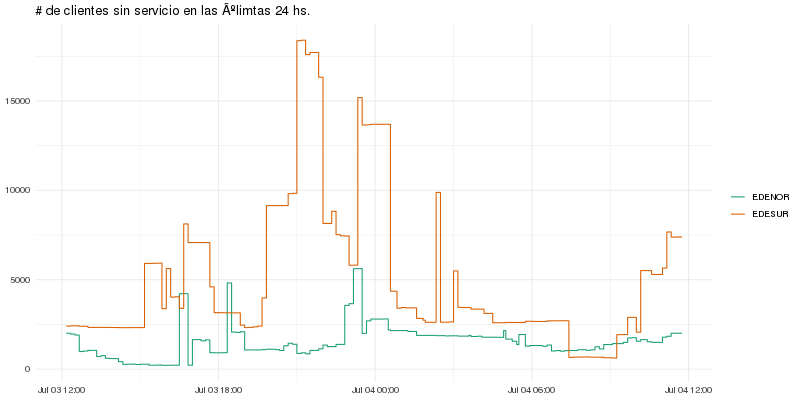 # de clientes sin servicio en las Ãºlimtas 24 hs.
15000
10000
5000
0
Jul 03 12:00
Jul 03 18:00
Jul 04 00:00
Jul 04 06:00
Jul 04 12:00
EDENOR
EDESUR